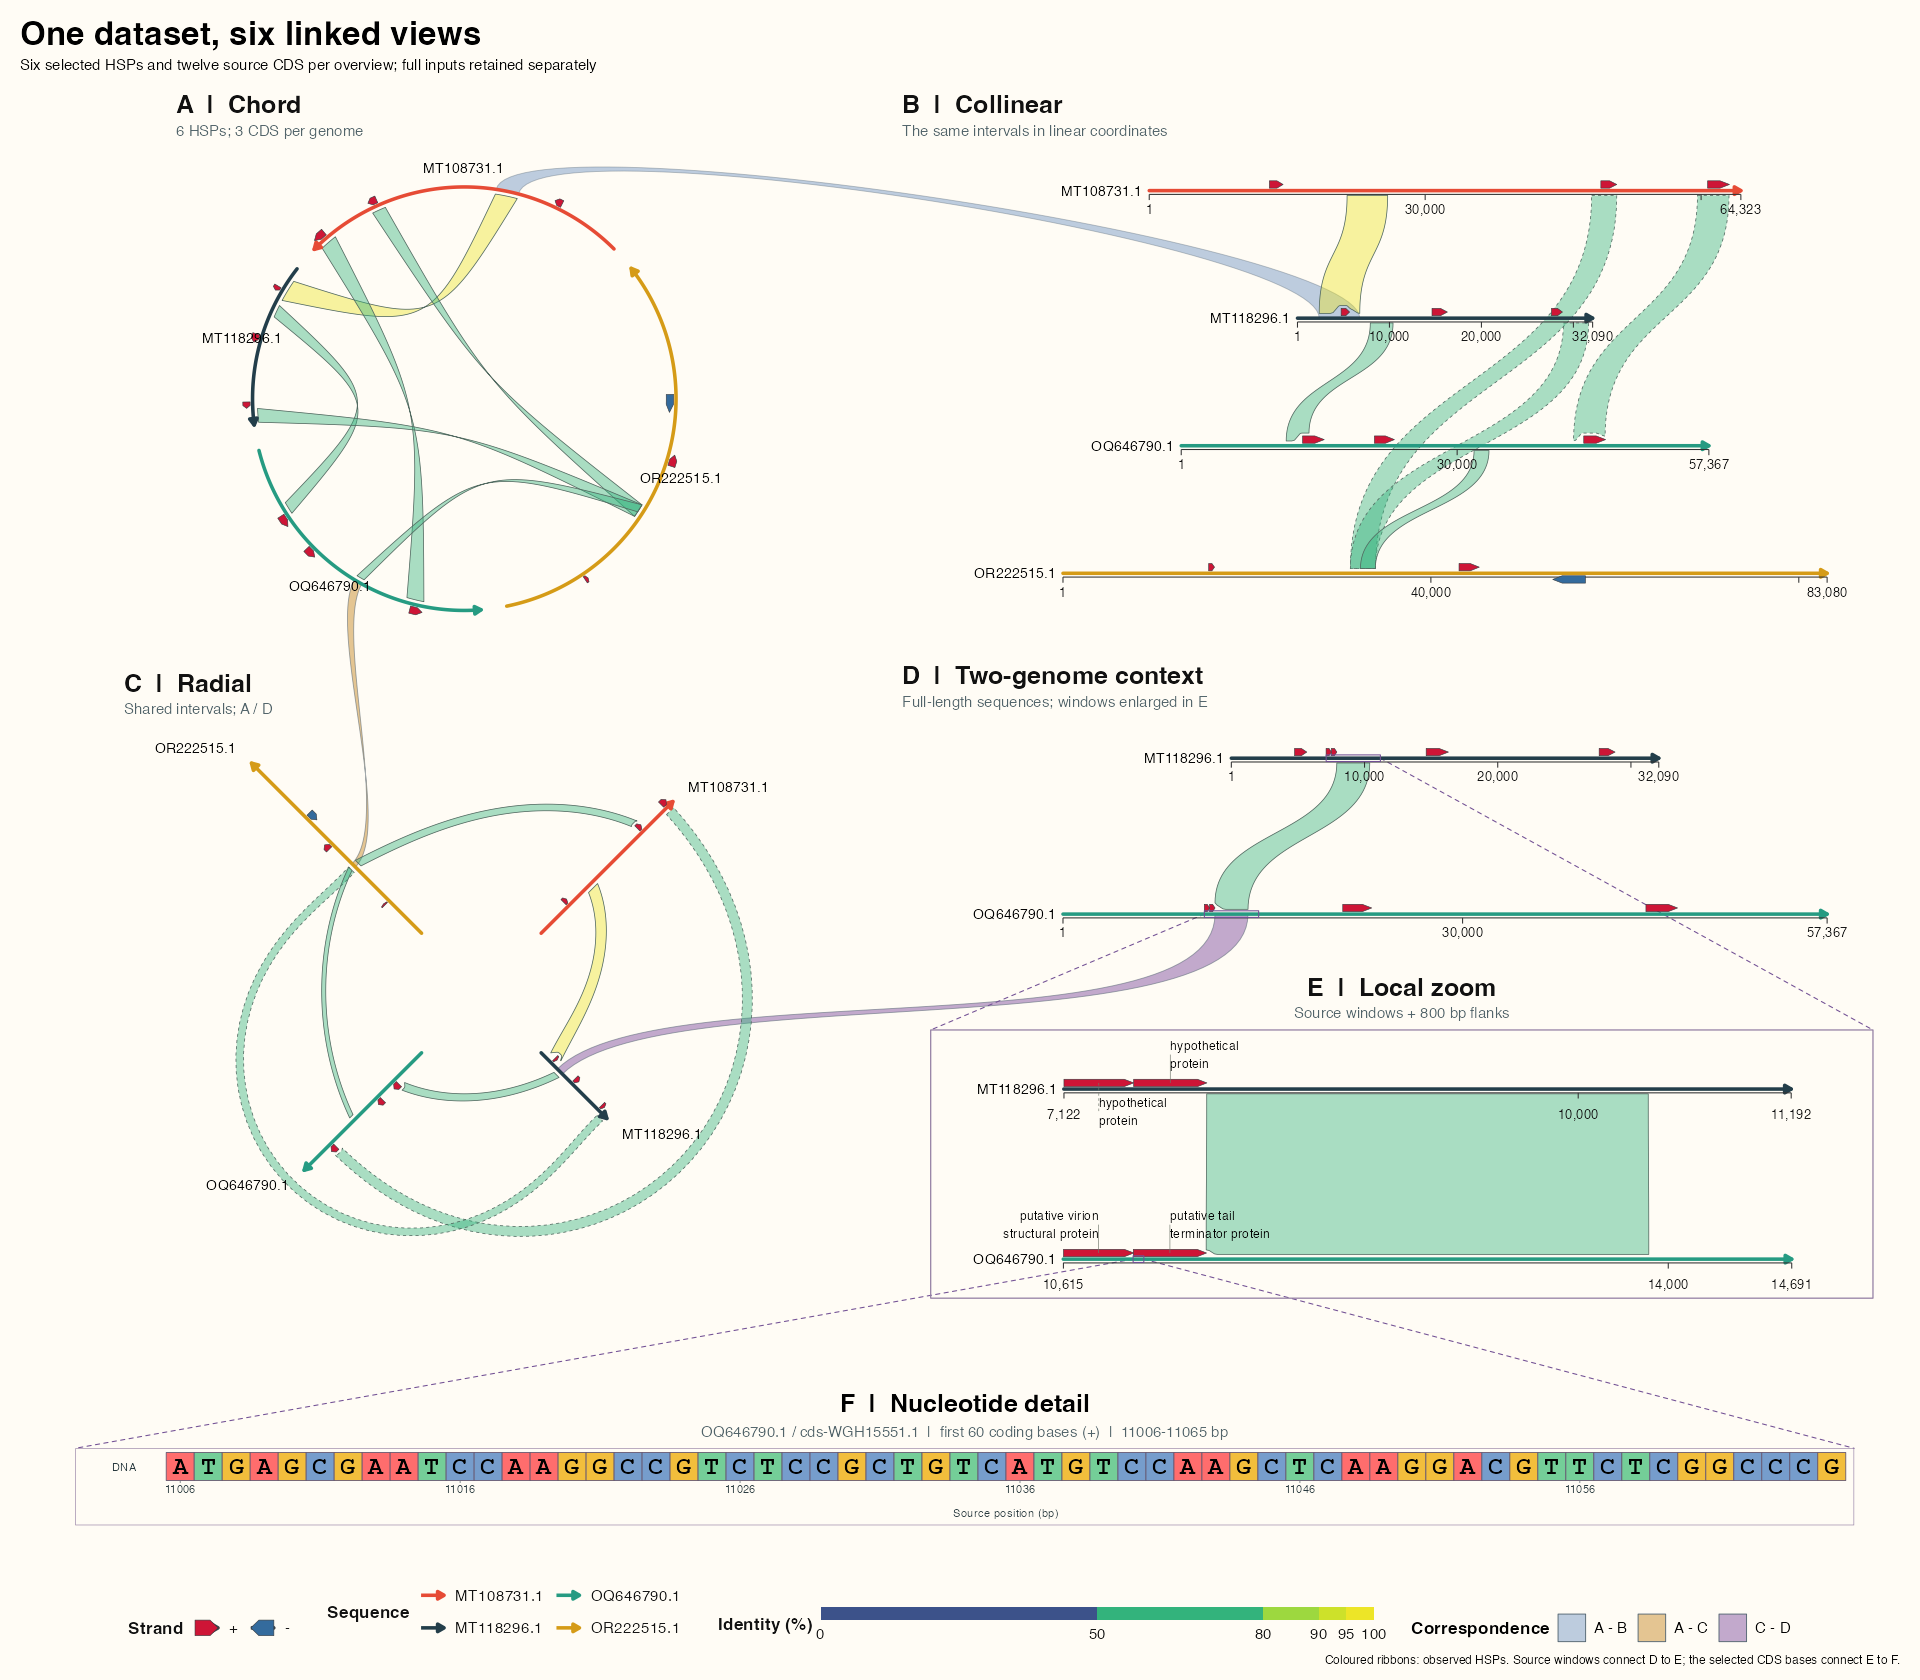 One dataset, six linked views
Six selected HSPs and twelve source CDS per overview; full inputs retained separately
A | Chord
6 HSPs; 3 CDS per genome
MT108731.1
MT118296.1
OR222515.1
OQ646790.1
B | Collinear
The same intervals in linear coordinates
MT108731.1
1 30,000 64,323
MT118296.1
1 10,000 20,000 32,090
OQ646790.1
1 30,000 57,367
OR222515.1
1 40,000 83,080
C | Radial
Shared intervals; A / D
OR222515.1
MT108731.1
MT118296.1
OQ646790.1
D | Two-genome context
Full-length sequences; windows enlarged in E
MT118296.1
1 10,000 20,000 32,090
OQ646790.1
1 30,000 57,367
E | Local zoom
Source windows + 800 bp flanks
hypothetical
protein
MT118296.1
hypothetical
protein
7,122 10,000 11,192
putative virion
structural protein
putative tail
terminator protein
OQ646790.1
10,615 14,000 14,691
F | Nucleotide detail
OQ646790.1 / cds-WGH15551.1 | first 60 coding bases (+) | 11006-11065 bp
DNA A T G A G C G A A T C C A A G G C C G T C T C C G C T G T C A T G T C C A A G C T C A A G G A C G T T C T C G G C C C G
11006 11016 11026 11036 11046 11056
Source position (bp)
Strand + -
Sequence
MT108731.1 OQ646790.1
MT118296.1 OR222515.1
Identity (%)
0 50 80 90 95 100
Correspondence A - B A - C C - D
Coloured ribbons: observed HSPs. Source windows connect D to E; the selected CDS bases connect E to F.